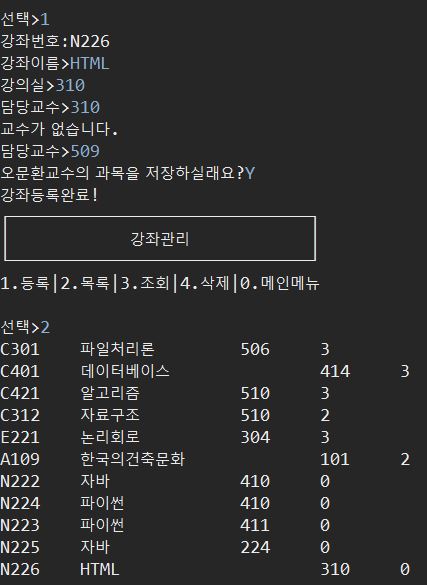 선택>1
강좌번호:N226
강좌이름>HTML
강의실>310
담당교수>310
교수가 없습니다.
담당교수>509
오문환교수의 과목을 저장하실래요?Y
강좌등록완료!
강좌관리
1.등록|2.목록|3.조회|4.삭제|0.메인메뉴
선택>2
C301 파일처리론 506 3
C401 데이터베이스 414 3
C421 알고리즘 510 3
C312 자료구조 510 2
E221 논리회로 304 3
A109 한국의건축문화 101 2
N222 자바 410 0
N224 파이썬 410 0
N223 파이썬 411 0
N225 자바 224 0
N226 HTML 310 0